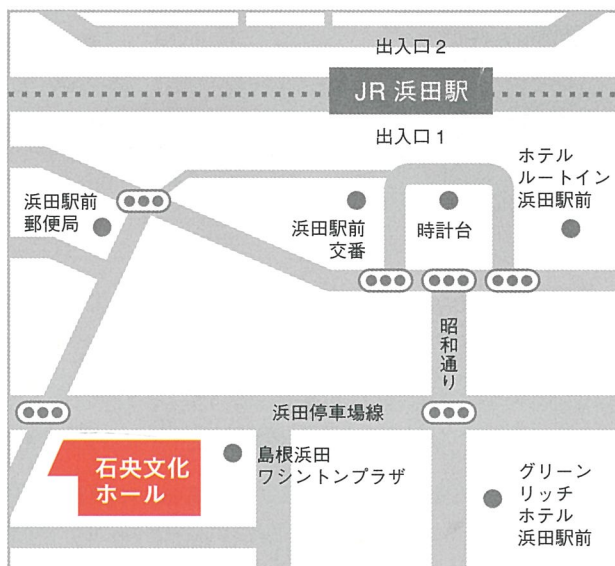 出入口 2
JR 浜田駅
出入口 1
ホテル
ルートイン
浜田駅前
浜田駅前
郵便局
浜田駅前
交番
時計台
昭和通り
浜田停車場線
石央文化
ホール
島根浜田
ワシントンプラザ
グリーン
リッチ
ホテル
浜田駅前